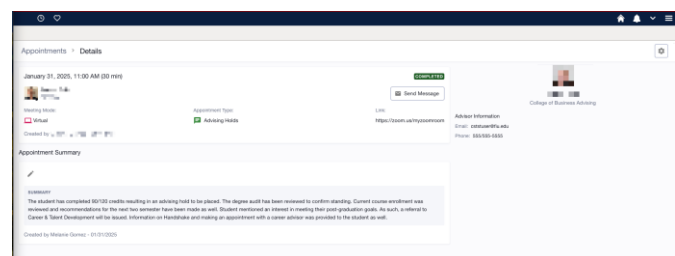 Appointments > Details
January 31, 2025, 11:00 AM (30 min)
COMPLETED
Send Message
Meeting Mode:
Virtual
Appointment Type:
Advising Holds
Link:
https://zoom.us/myzoomroom
Created by
College of Business Advising
Advisor Information
Email:
Phone: 555/555-5555
Appointment Summary
SUMMARY
The student has completed 90/120 credits resulting in an advising hold to be placed. The degree audit has been reviewed to confirm standing. Current course enrollment was
reviewed and recommendations for the next two semester have been made as well. Student mentioned an interest in meeting their post-graduation goals. As such, a referral to
Career & Talent Development will be issued. Information on Handshake and making an appointment with a career advisor was provided to the student as well.
Created by Melanie Gomez - 01/31/2025